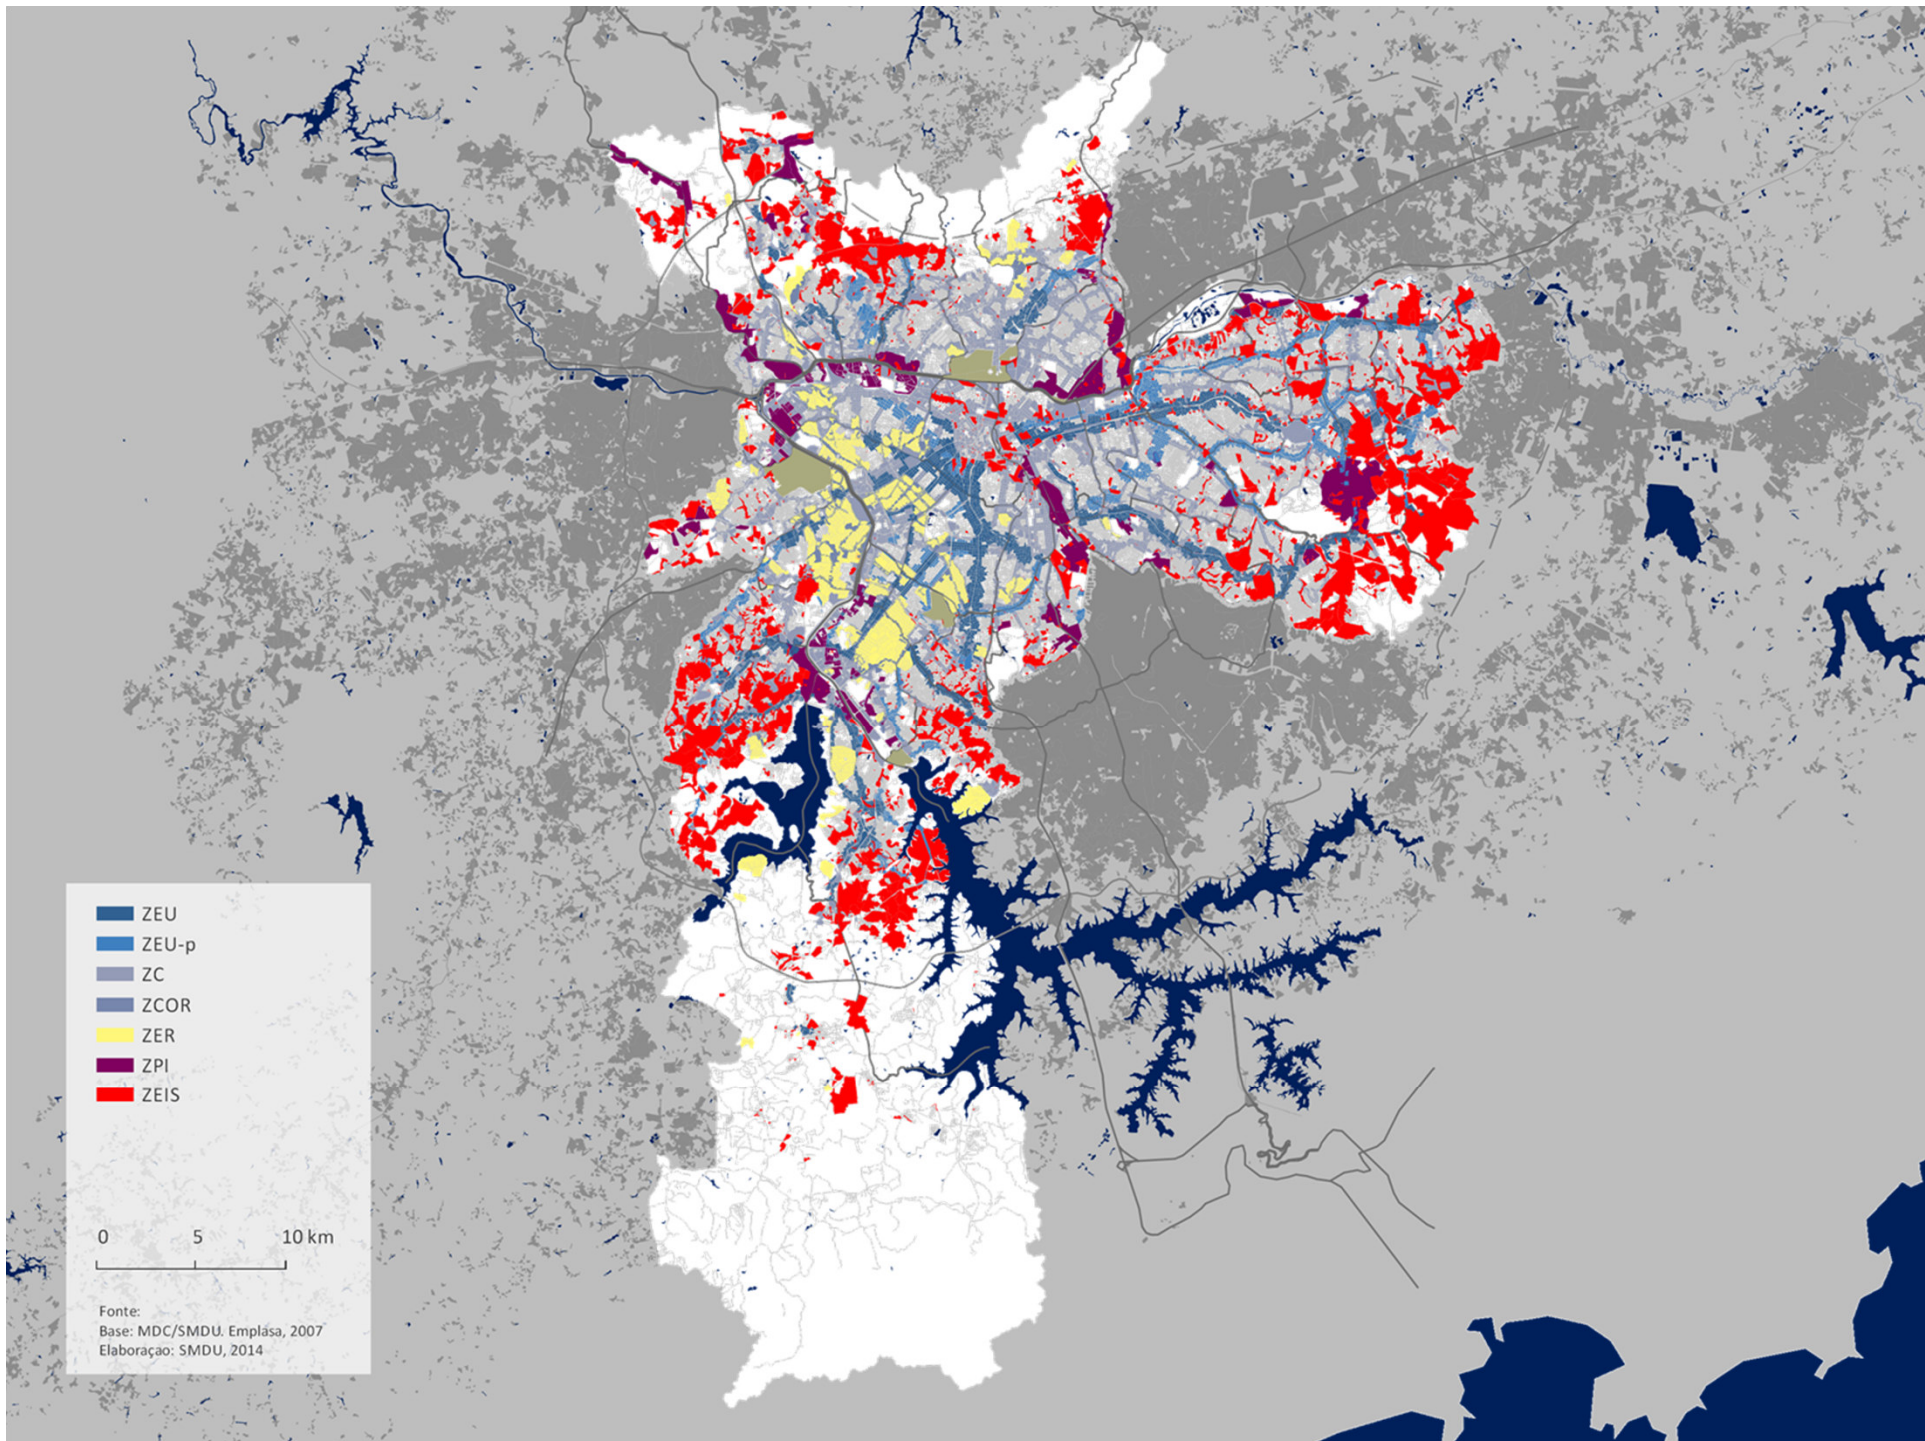 ZEU
ZEU-p
ZC
ZCOR
ZER
ZPI
ZEIS
0 5 10 km
Fonte:
Base: MDC/SMDU. Emplasa, 2007
Elaboraçao: SMDU, 2014